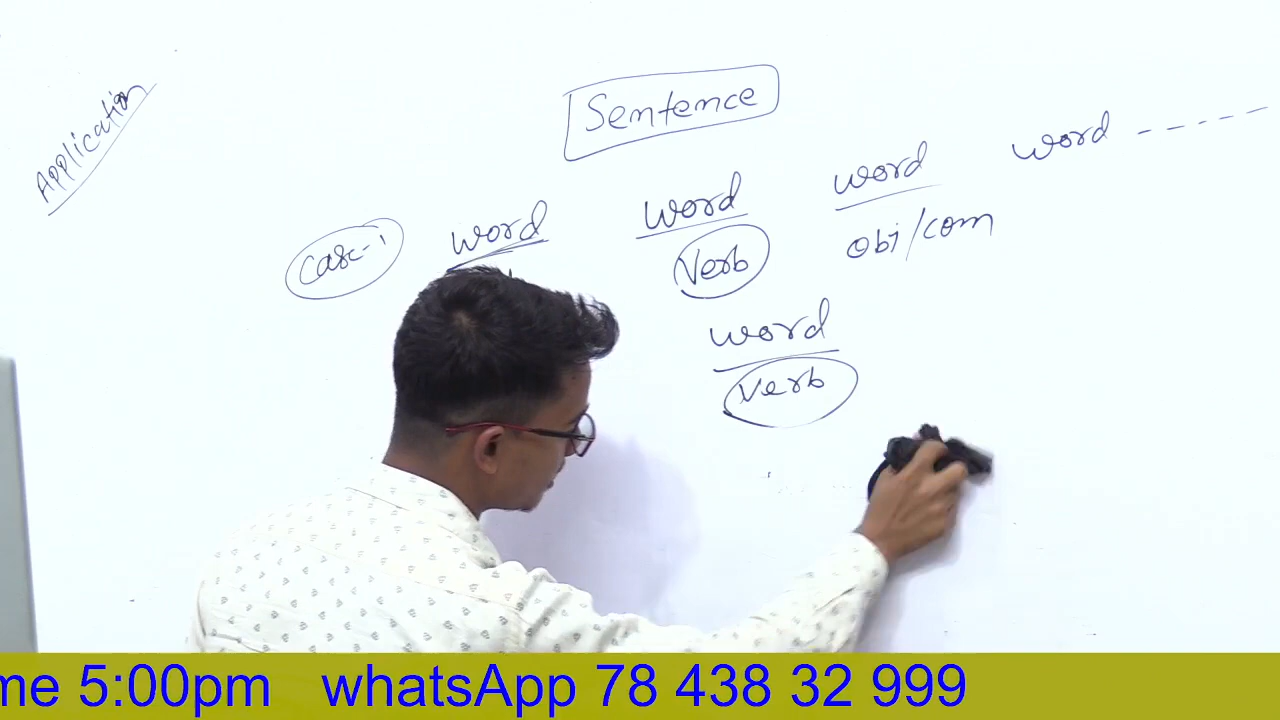 Application
Sentence
case-1 word word word word -----
verb obj/com
word
verb
me 5:00pm whatsApp 78 438 32 999